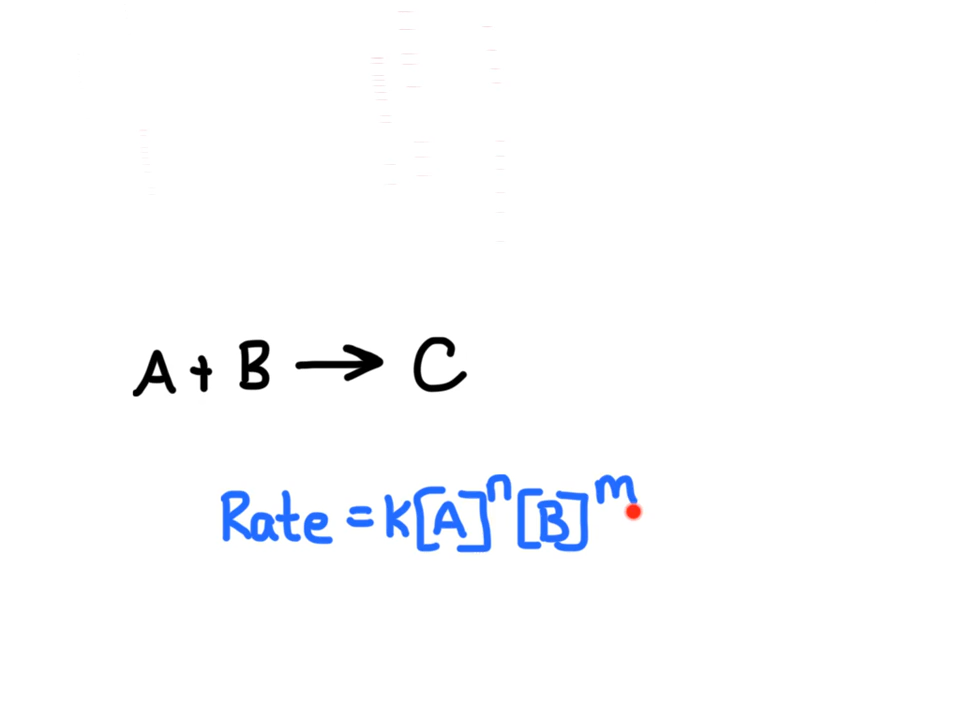 A + B → C
Rate = K[A]ⁿ[B]ᵐ